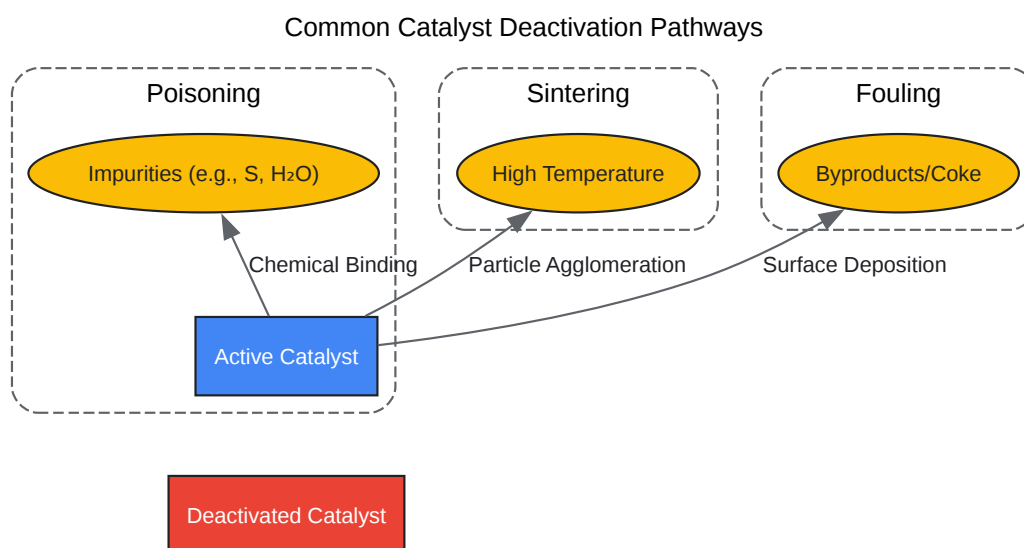 Common Catalyst Deactivation Pathways
Poisoning
Sintering
Fouling
Impurities (e.g., S, H₂O)
High Temperature
Byproducts/Coke
Chemical Binding
Particle Agglomeration
Surface Deposition
Active Catalyst
Deactivated Catalyst